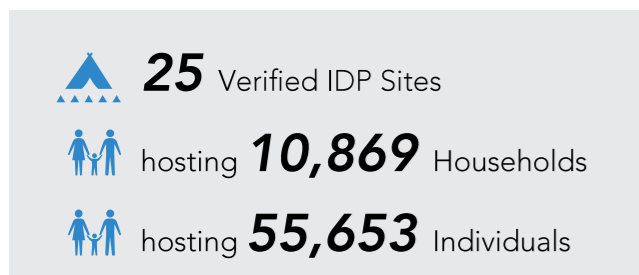 25 Verified IDP Sites
hosting 10,869 Households
hosting 55,653 Individuals